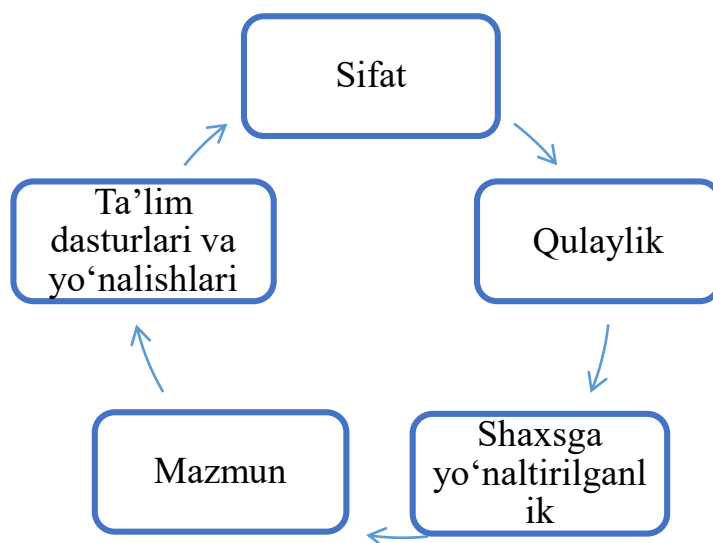 Sifat
Qulaylik
Shaxsga
yo‘naltirilganl
ik
Mazmun
Ta’lim
dasturlari va
yo‘nalishlari